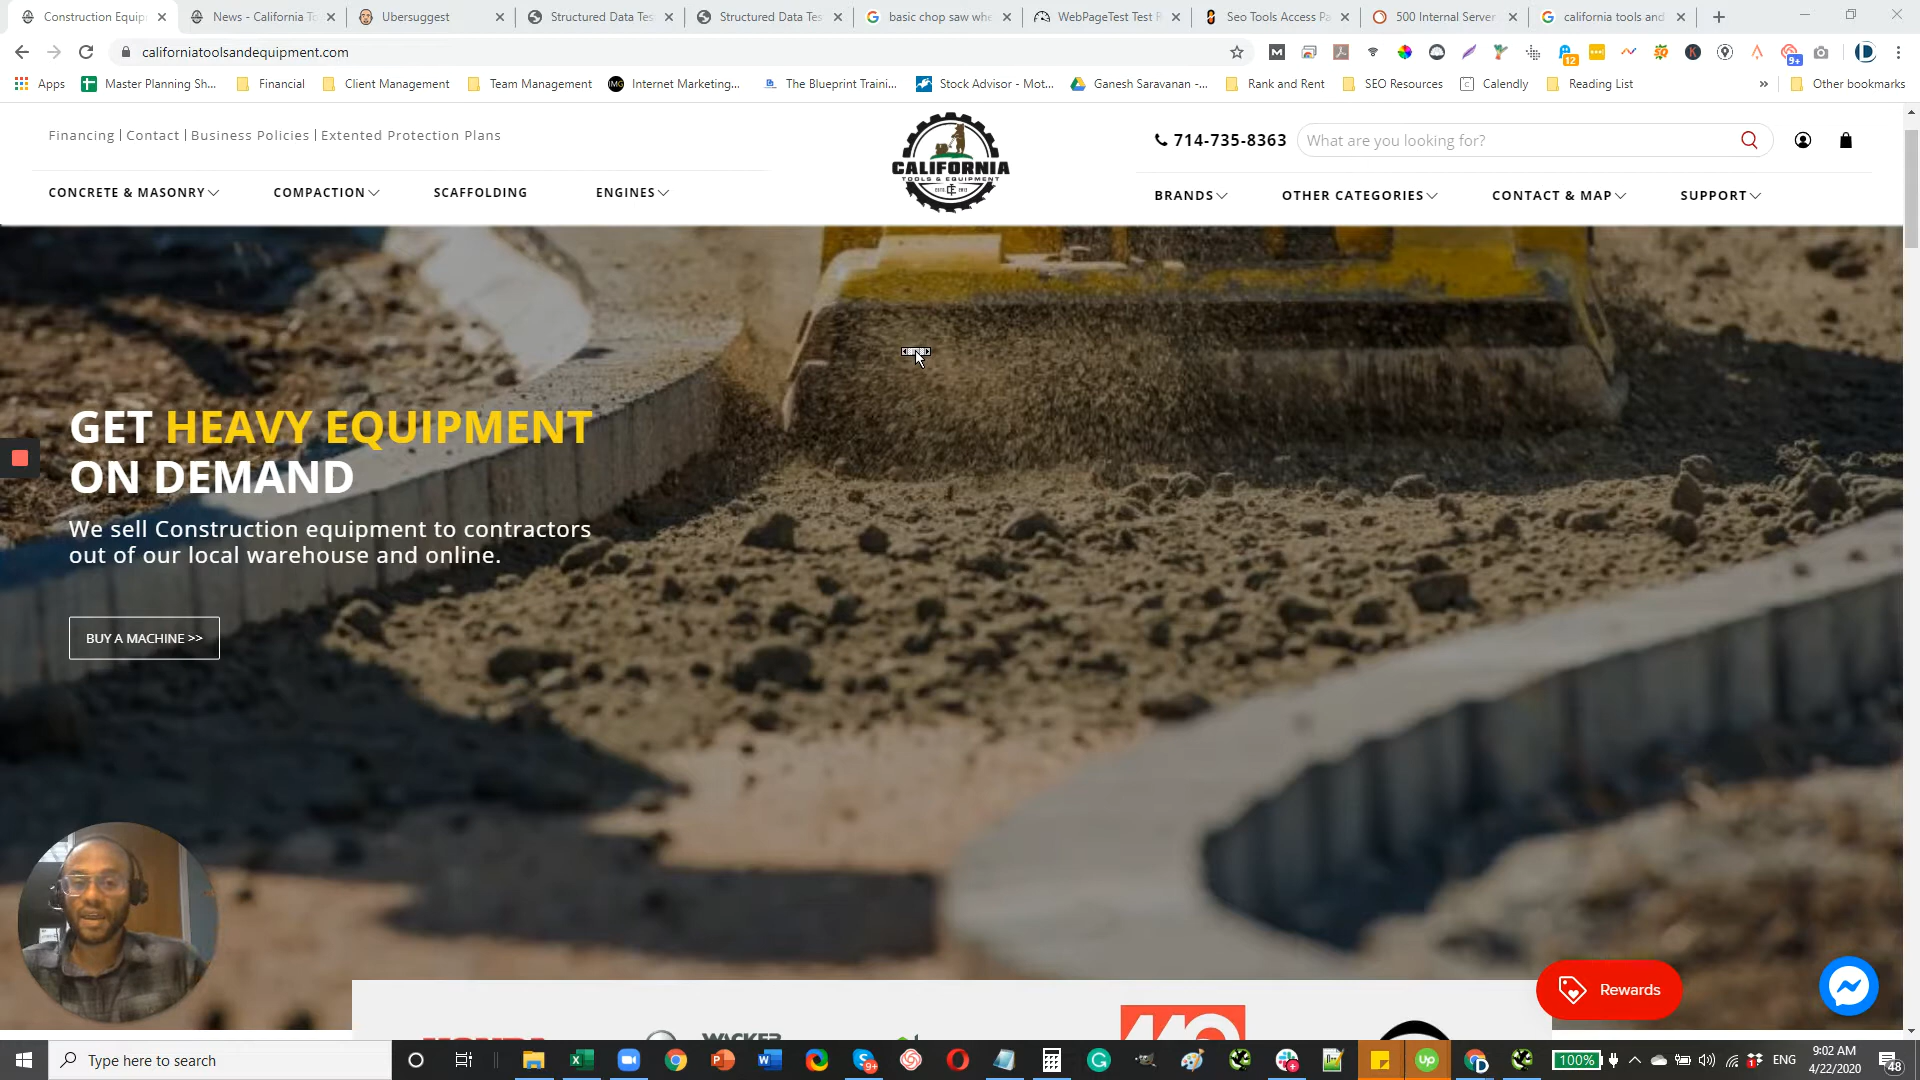 Construction Equip
News - California To
Ubersuggest
Structured Data Tes
Structured Data Tes
basic chop saw whe
WebPageTest Test P
Seo Tools Access Pa
500 Internal Server
california tools and
californiatoolsandequipment.com
12
9+
Apps
Master Planning Sh...
Financial
Client Management
Team Management
IMG
Internet Marketing...
The Blueprint Traini...
Stock Advisor - Mot...
Ganesh Saravanan -...
Rank and Rent
SEO Resources
Calendly
Reading List
Other bookmarks
Financing | Contact | Business Policies | Extented Protection Plans
CALIFORNIA
TOOLS & EQUIPMENT
714-735-8363
What are you looking for?
CONCRETE & MASONRY
COMPACTION
SCAFFOLDING
ENGINES
BRANDS
OTHER CATEGORIES
CONTACT & MAP
SUPPORT
GET HEAVY EQUIPMENT
ON DEMAND
We sell Construction equipment to contractors
out of our local warehouse and online.
BUY A MACHINE >>
Rewards
WACKER
Type here to search
9+
Up
100%
ENG
9:02 AM
4/22/2020
48